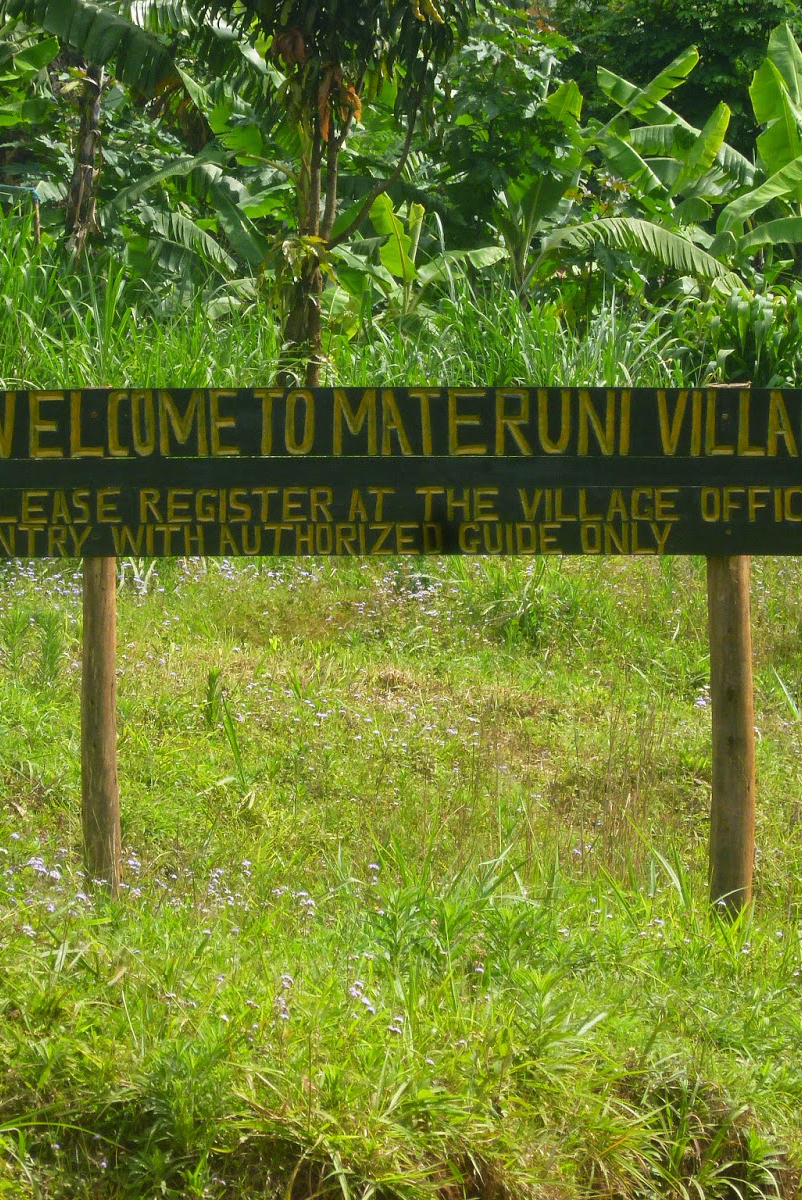 WELCOME TO MATERUNI VILLA
LEASE REGISTER AT THE VILLAGE OFFIC
NTRY WITH AUTHORIZED GUIDE ONLY